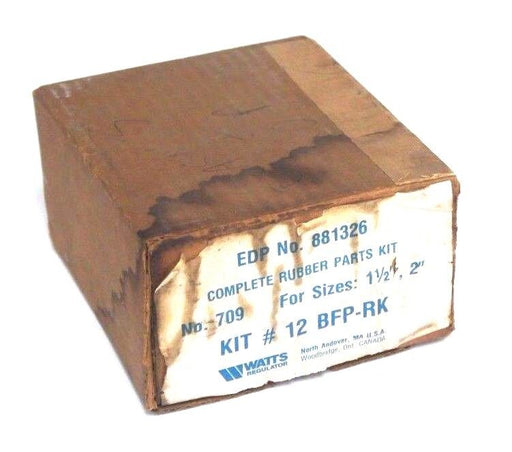 EDP No. 881326
COMPLETE RUBBER PARTS KIT
No. 709 For Sizes: 1½", 2"
KIT # 12 BFP-RK
WATTS
REGULATOR
North Andover, MA U.S.A
Woodbridge, Ont. CANADA